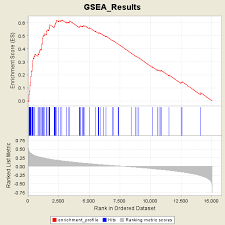 GSEA_Results
Enrichment Score (ES)
0.6
0.5
0.4
0.3
0.2
0.1
0.0
Ranked List Metric
0.75
0.50
0.25
0.00
-0.25
-0.50
-0.75
0 2,500 5,000 7,500 10,000 12,500 15,000
Rank in Ordered Dataset
enrichment_profile Hits Ranking metric scores